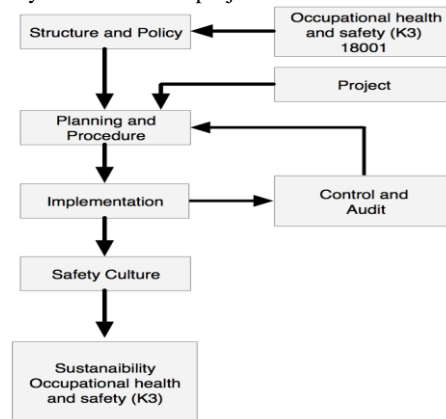 Structure and Policy
Occupational health
and safety (K3)
18001
Project
Planning and
Procedure
Implementation
Control and
Audit
Safety Culture
Sustanaibility
Occupational health
and safety (K3)